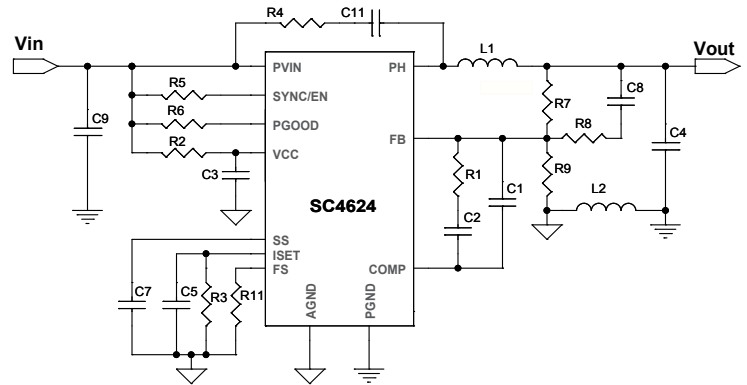 R4
C11
Vin
L1
Vout
PVIN
PH
R5
SYNC/EN
R7
C8
C9
R6
PGOOD
R8
C4
R2
VCC
FB
C3
R1
C1
R9
L2
SC4624
C2
SS
ISET
FS
COMP
C7
C5
R3
R11
AGND
PGND